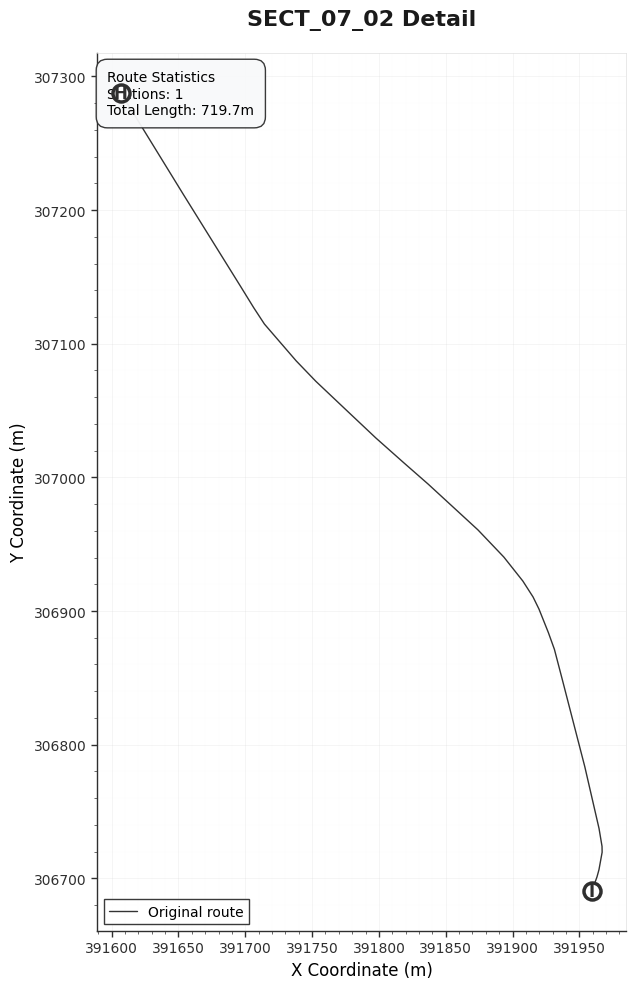 SECT_07_02 Detail
307300
Route Statistics
Sections: 1
Total Length: 719.7m
H
307200
307100
307000
306900
306800
306700
I
Original route
391600
391650
391700
391750
391800
391850
391900
391950
X Coordinate (m)
Y Coordinate (m)